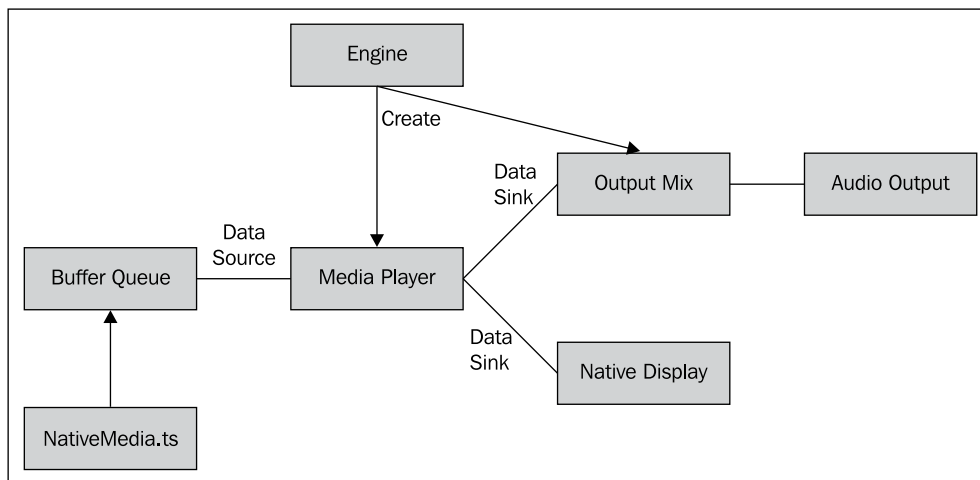 Engine
Create
Data
Sink
Output Mix
Audio Output
Data
Source
Buffer Queue
Media Player
Data
Sink
Native Display
NativeMedia.ts